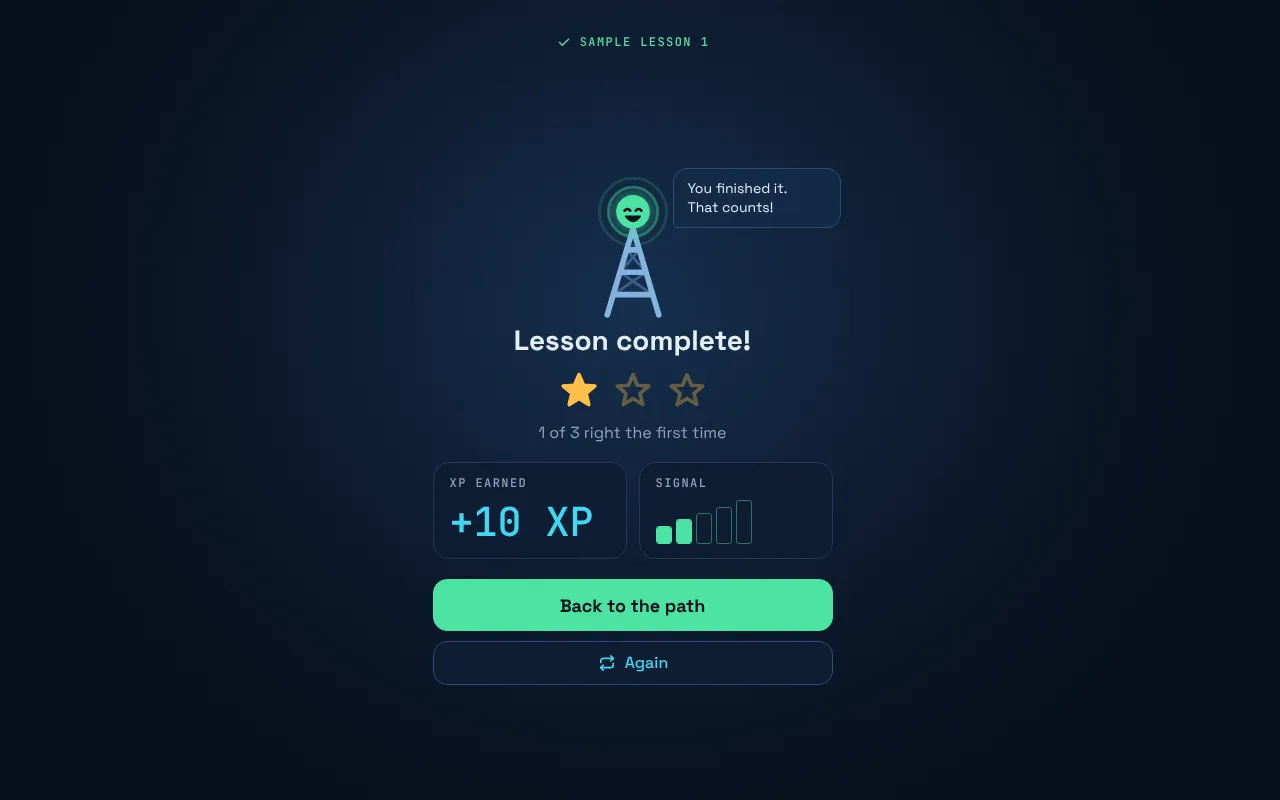 SAMPLE LESSON 1
You finished it.
That counts!
Lesson complete!
1 of 3 right the first time
XP EARNED
+10 XP
SIGNAL
Back to the path
Again